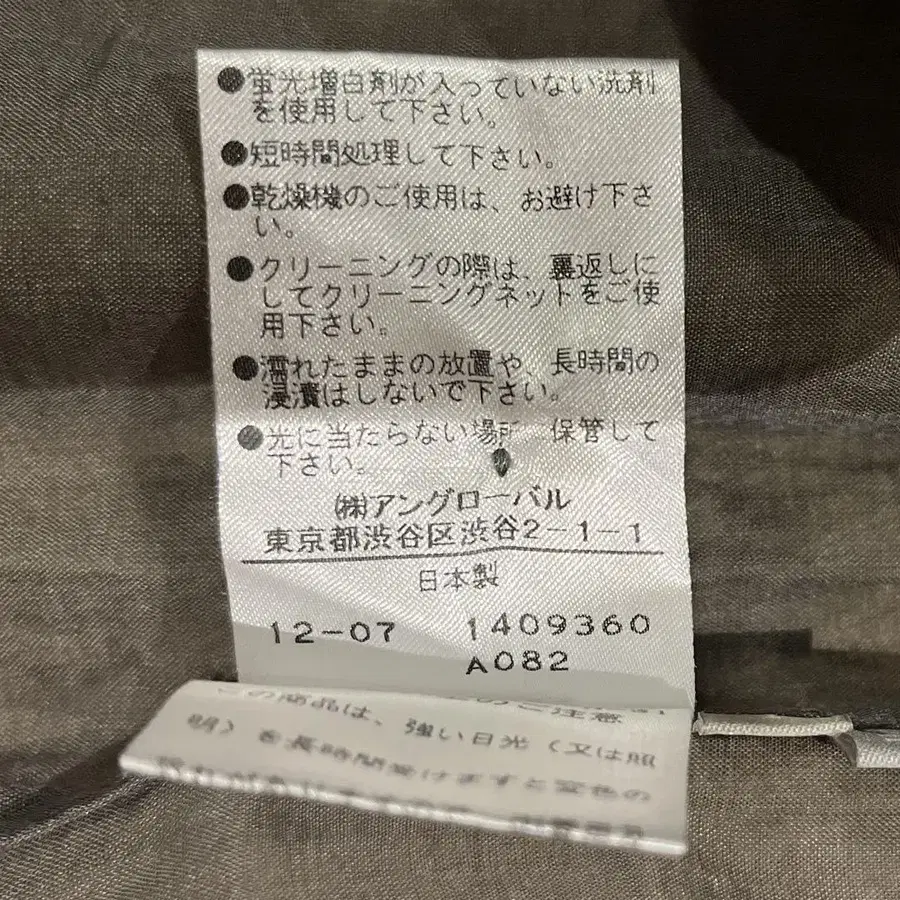 ●蛍光増白剤が入っていない洗剤
を使用して下さい。
●短時間処理して下さい。
●乾燥機のご使用は、お避け下さ
い。
●クリーニングの際は、裏返しに
してクリーニングネットをご使
用下さい。
●濡れたままの放置や、長時間の
浸漬はしないで下さい。
●光に当たらない場所 保管して
下さい。
㈱アングローバル
東京都渋谷区渋谷2-1-1
日本製
12-07 1409360
A082
のご注意
この商品は、強い日光(又は照
明)を長時間受けますと変色の